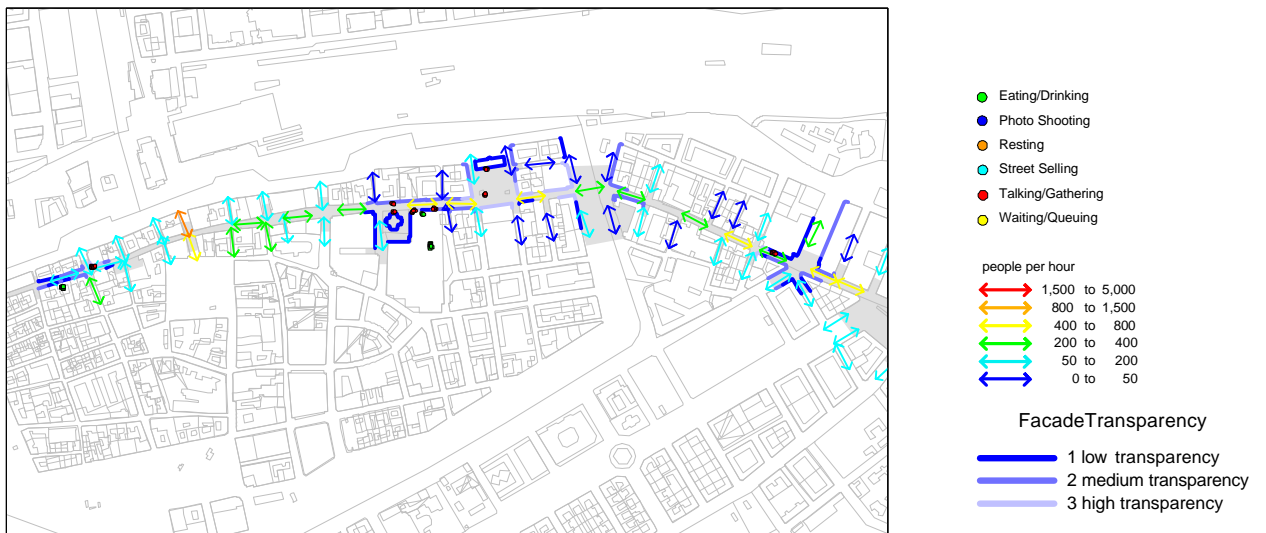 Eating/Drinking
Photo Shooting
Resting
Street Selling
Talking/Gathering
Waiting/Queuing
people per hour
1,500 to 5,000
800 to 1,500
400 to 800
200 to 400
50 to 200
0 to 50
FacadeTransparency
1 low transparency
2 medium transparency
3 high transparency